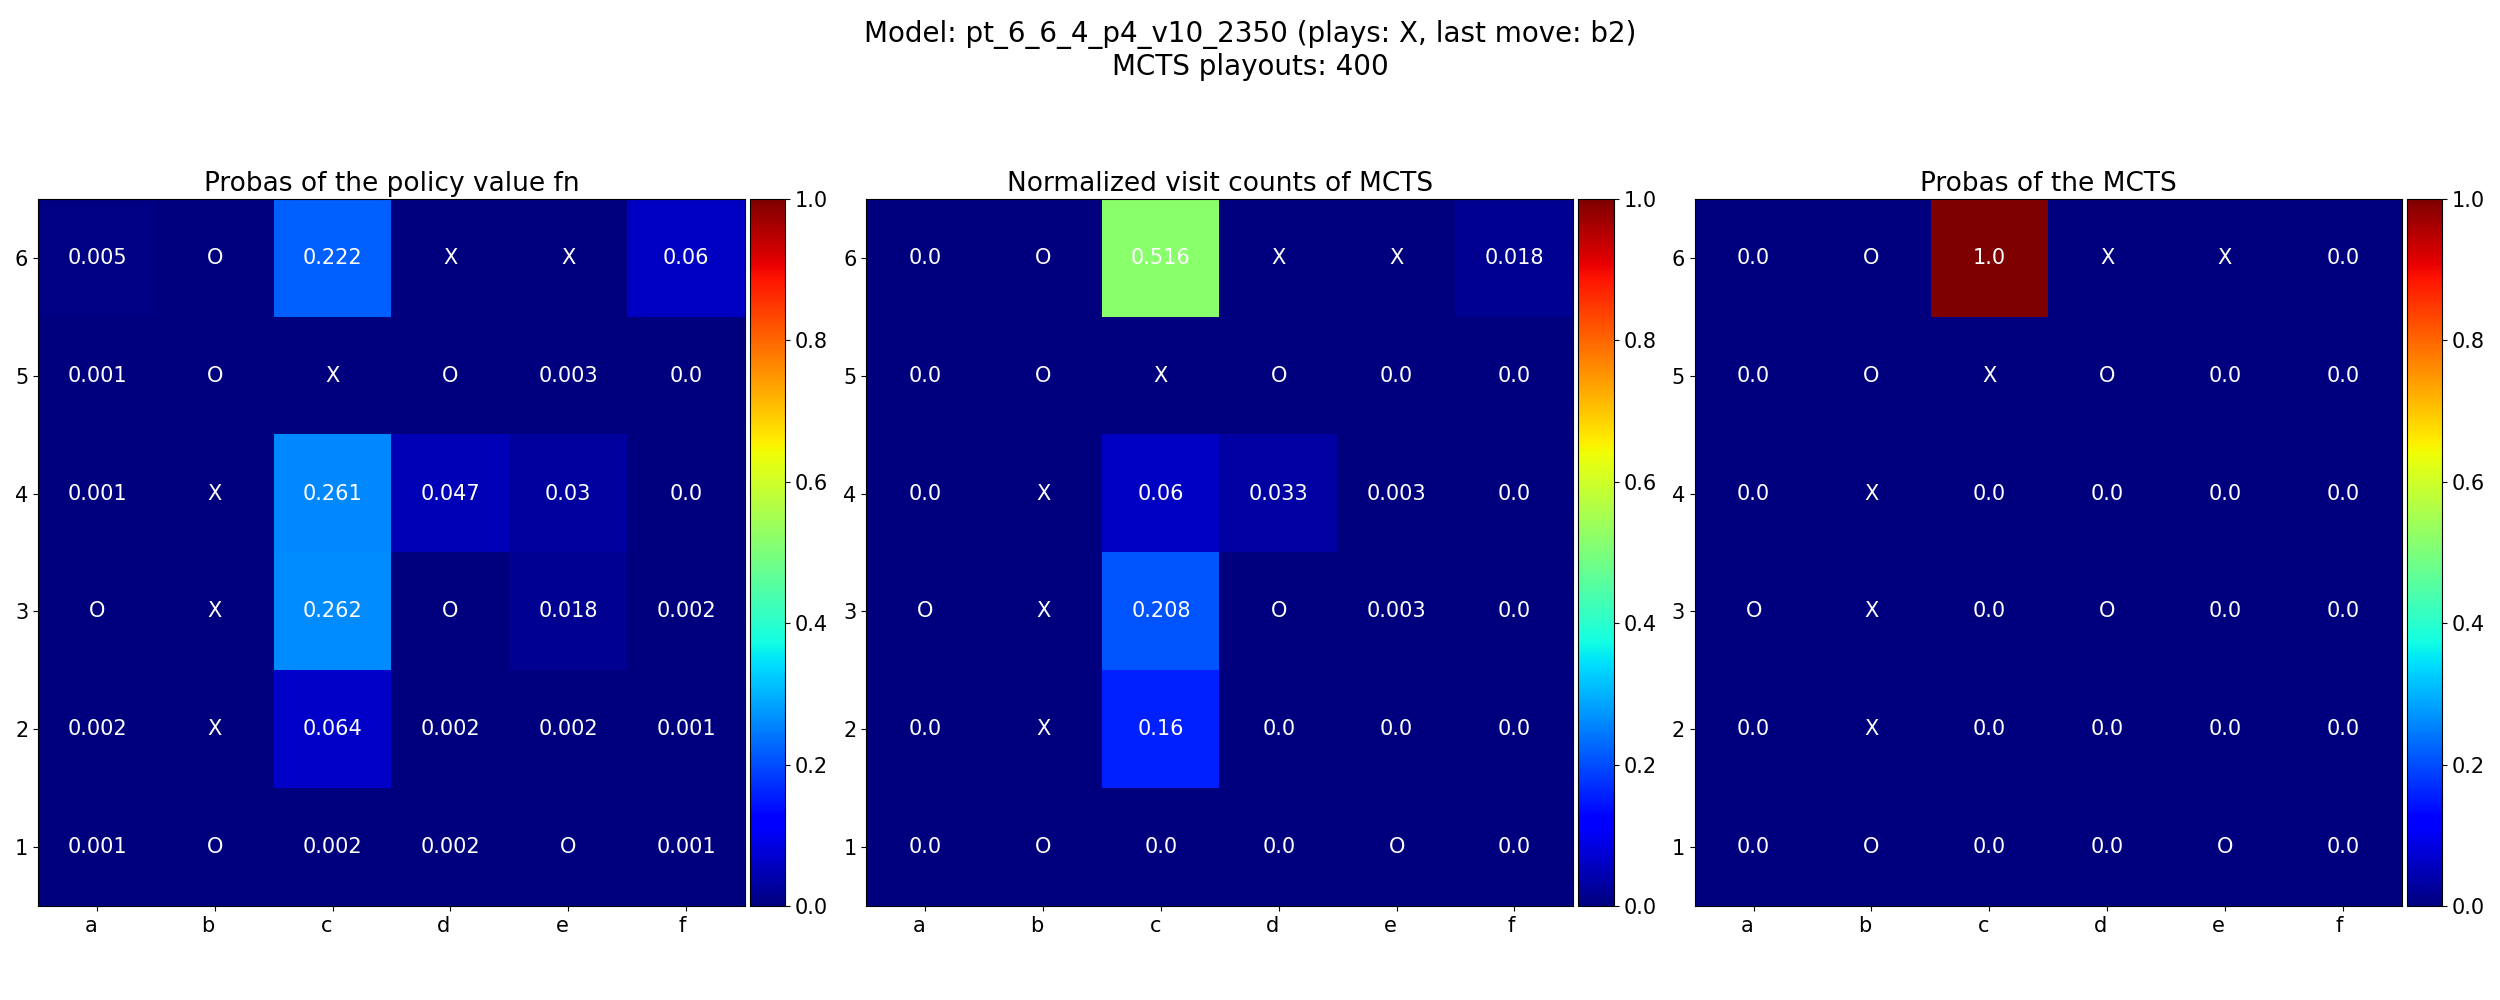 Model: pt_6_6_4_p4_v10_2350 (plays: X, last move: b2)
MCTS playouts: 400
Probas of the policy value fn
6 0.005 O 0.222 X X 0.06
5 0.001 O X O 0.003 0.0
4 0.001 X 0.261 0.047 0.03 0.0
3 O X 0.262 O 0.018 0.002
2 0.002 X 0.064 0.002 0.002 0.001
1 0.001 O 0.002 0.002 O 0.001
a b c d e f
1.0
0.8
0.6
0.4
0.2
0.0
Normalized visit counts of MCTS
6 0.0 O 0.516 X X 0.018
5 0.0 O X O 0.0 0.0
4 0.0 X 0.06 0.033 0.003 0.0
3 O X 0.208 O 0.003 0.0
2 0.0 X 0.16 0.0 0.0 0.0
1 0.0 O 0.0 0.0 O 0.0
a b c d e f
1.0
0.8
0.6
0.4
0.2
0.0
Probas of the MCTS
6 0.0 O 1.0 X X 0.0
5 0.0 O X O 0.0 0.0
4 0.0 X 0.0 0.0 0.0 0.0
3 O X 0.0 O 0.0 0.0
2 0.0 X 0.0 0.0 0.0 0.0
1 0.0 O 0.0 0.0 O 0.0
a b c d e f
1.0
0.8
0.6
0.4
0.2
0.0